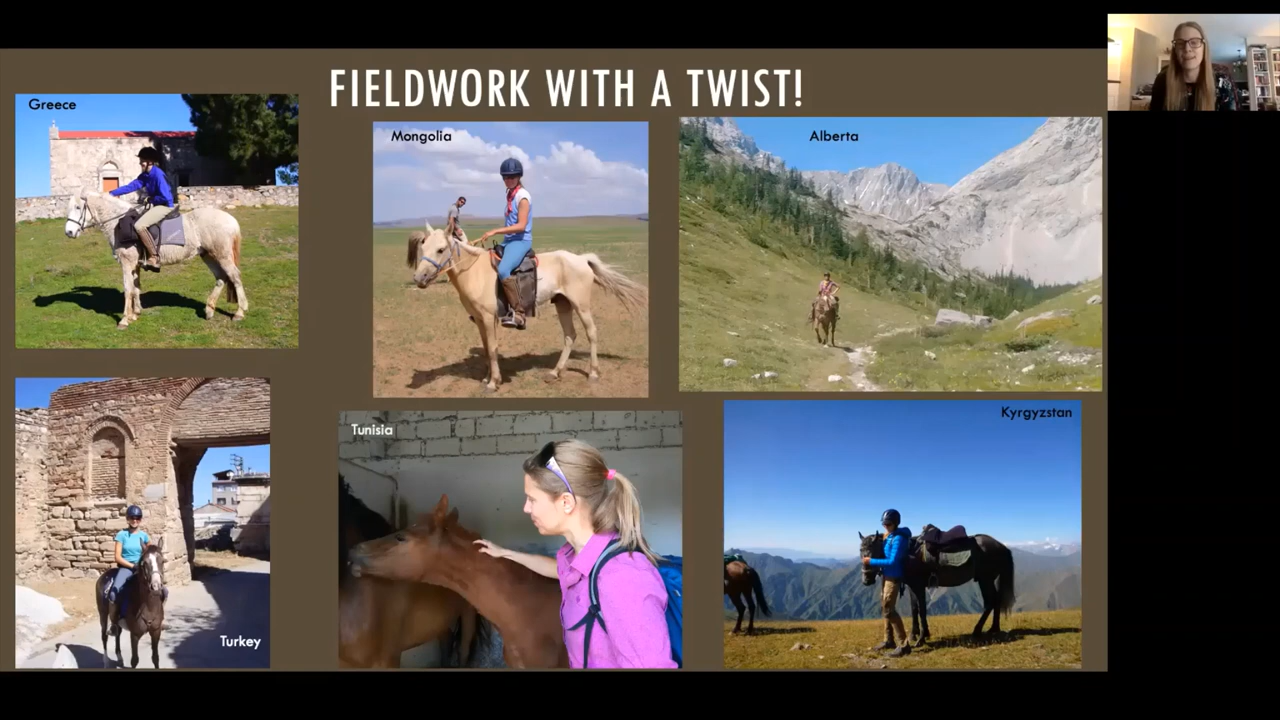 FIELDWORK WITH A TWIST!
Greece
Mongolia
Alberta
Turkey
Tunisia
Kyrgyzstan